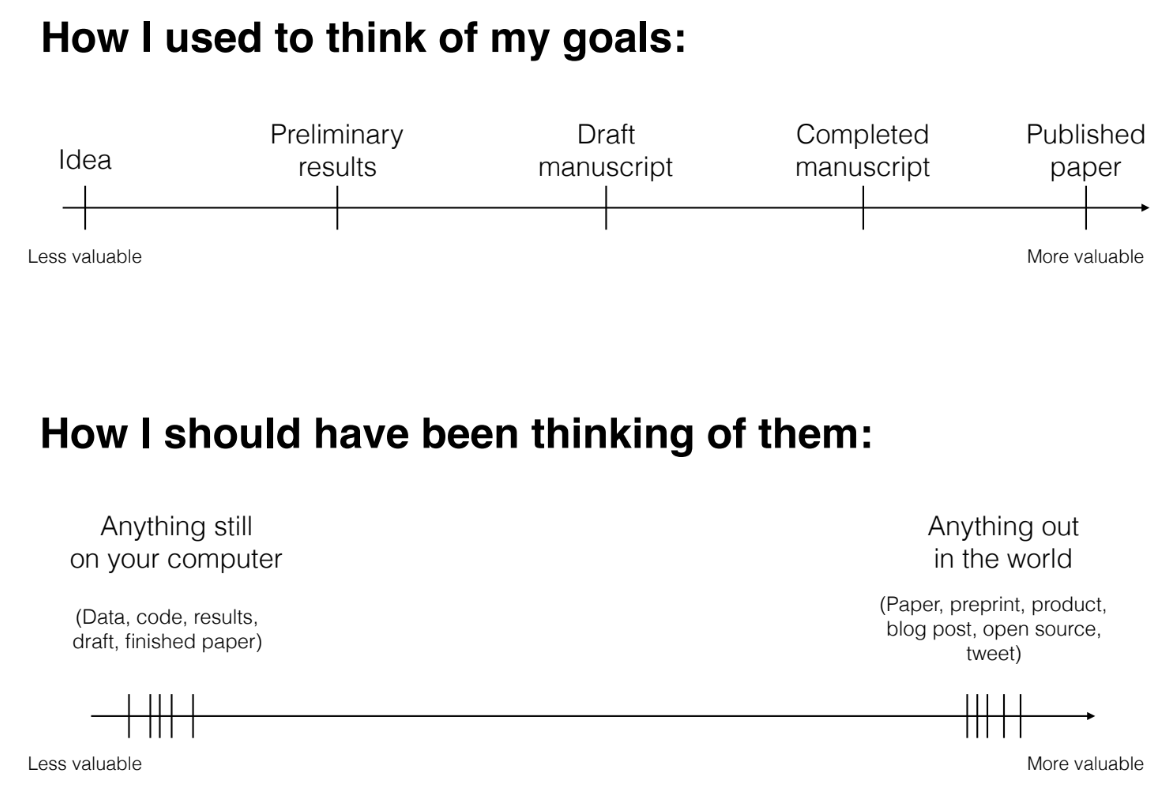 How I used to think of my goals:
Idea
Preliminary
results
Draft
manuscript
Completed
manuscript
Published
paper
Less valuable
More valuable
How I should have been thinking of them:
Anything still
on your computer
(Data, code, results,
draft, finished paper)
Anything out
in the world
(Paper, preprint, product,
blog post, open source,
tweet)
Less valuable
More valuable